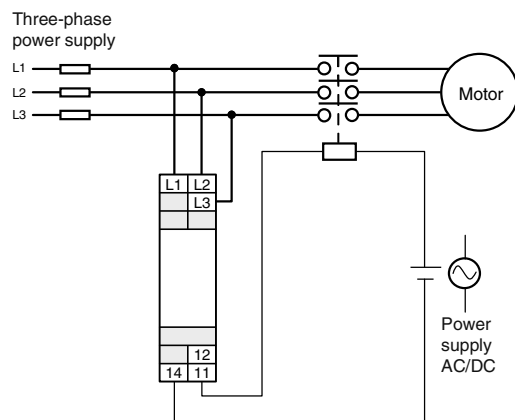 Three-phase
power supply
L1
L2
L3
Motor
L1 L2
L3
12
14 11
Power
supply
AC/DC